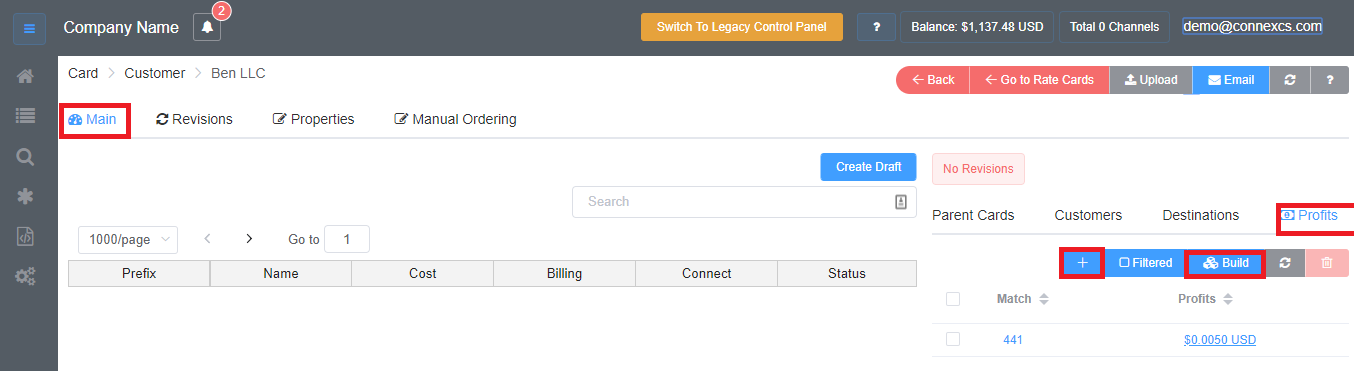 Company Name 2 Switch To Legacy Control Panel ? Balance: $1,137.48 USD Total 0 Channels demo@connexcs.com
Card > Customer > Ben LLC Back Go to Rate Cards Upload Email ?
Main Revisions Properties Manual Ordering
Create Draft No Revisions
Search
Parent Cards Customers Destinations Profits
1000/page < > Go to 1
+ Filtered Build
Prefix Name Cost Billing Connect Status
Match Profits
441 $0.0050 USD